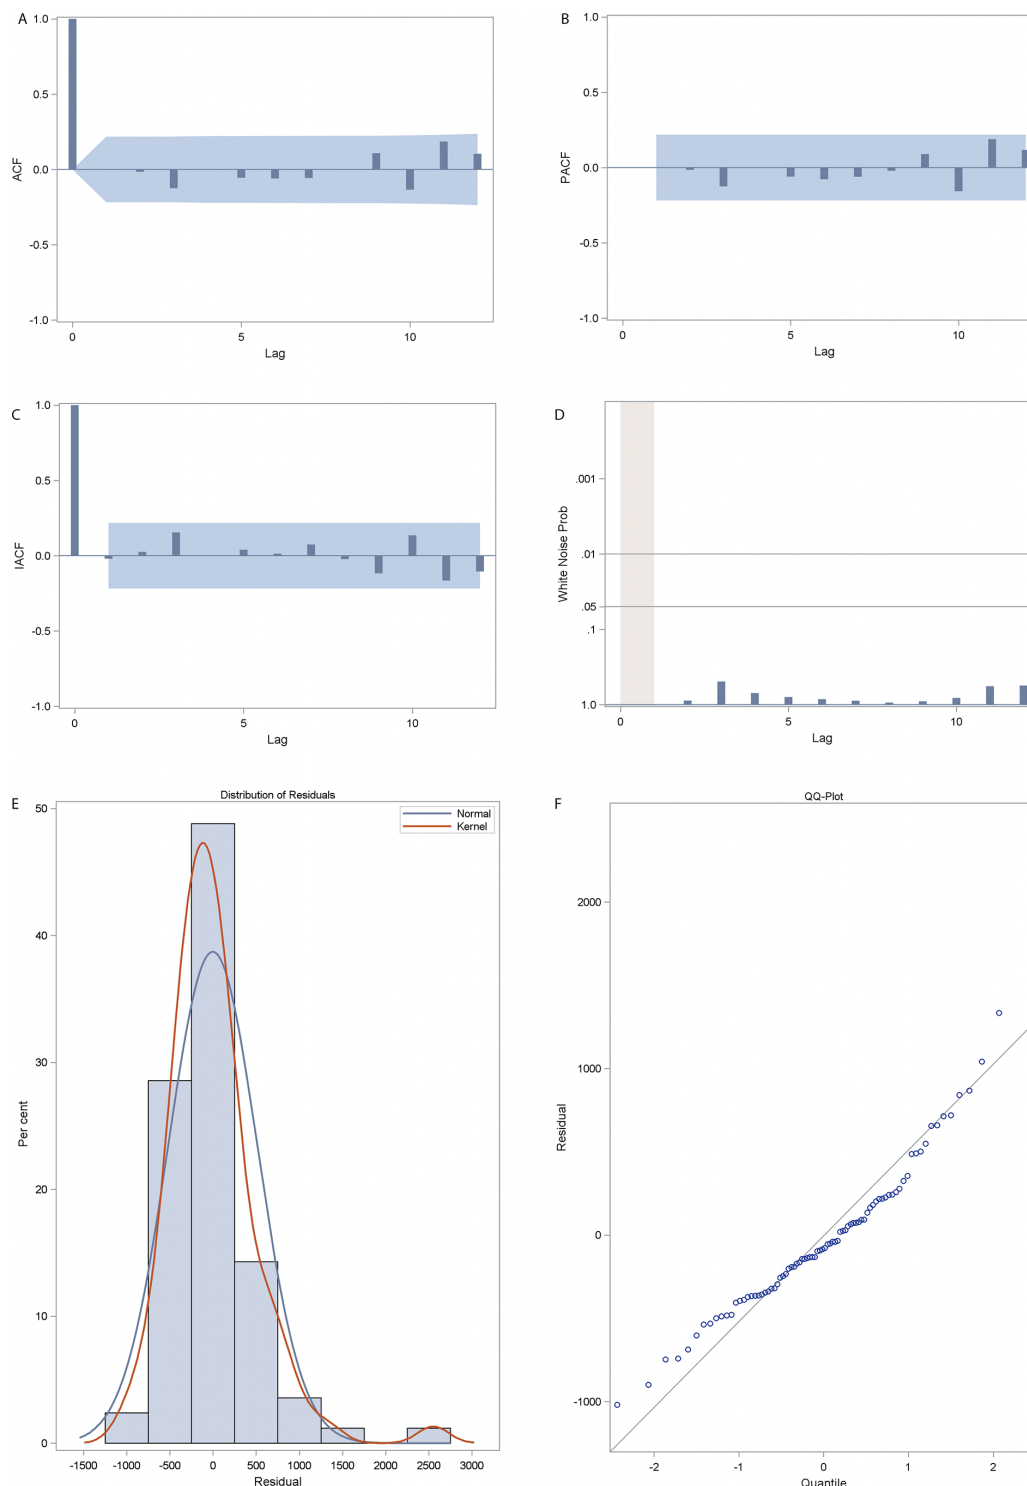 A
1.0
0.5
0.0
-0.5
-1.0
ACF
0
5
10
Lag
B
1.0
0.5
0.0
-0.5
-1.0
PACF
0
5
10
Lag
C
1.0
0.5
0.0
-0.5
-1.0
IACF
0
5
10
Lag
D
.001
.01
.05
.1
1.0
White Noise Prob
0
5
10
Lag
E
Distribution of Residuals
Normal
Kernel
50
40
30
20
10
0
Per cent
-1500
-1000
-500
0
500
1000
1500
2000
2500
3000
Residual
F
QQ-Plot
2000
1000
0
-1000
Residual
-2
-1
0
1
2
Quantile